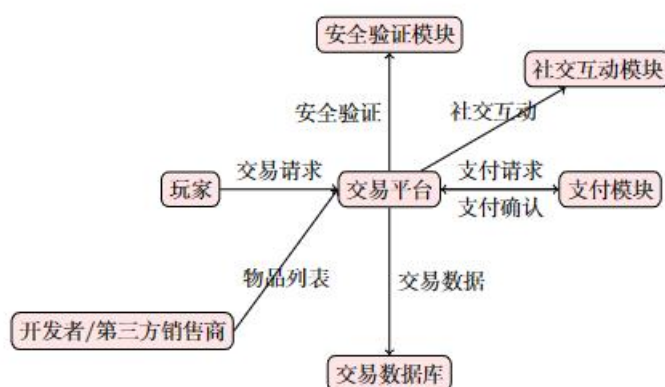 安全验证模块
社交互动模块
安全验证
社交互动
交易请求
支付请求
玩家
交易平台
支付模块
支付确认
物品列表
交易数据
开发者/第三方销售商
交易数据库